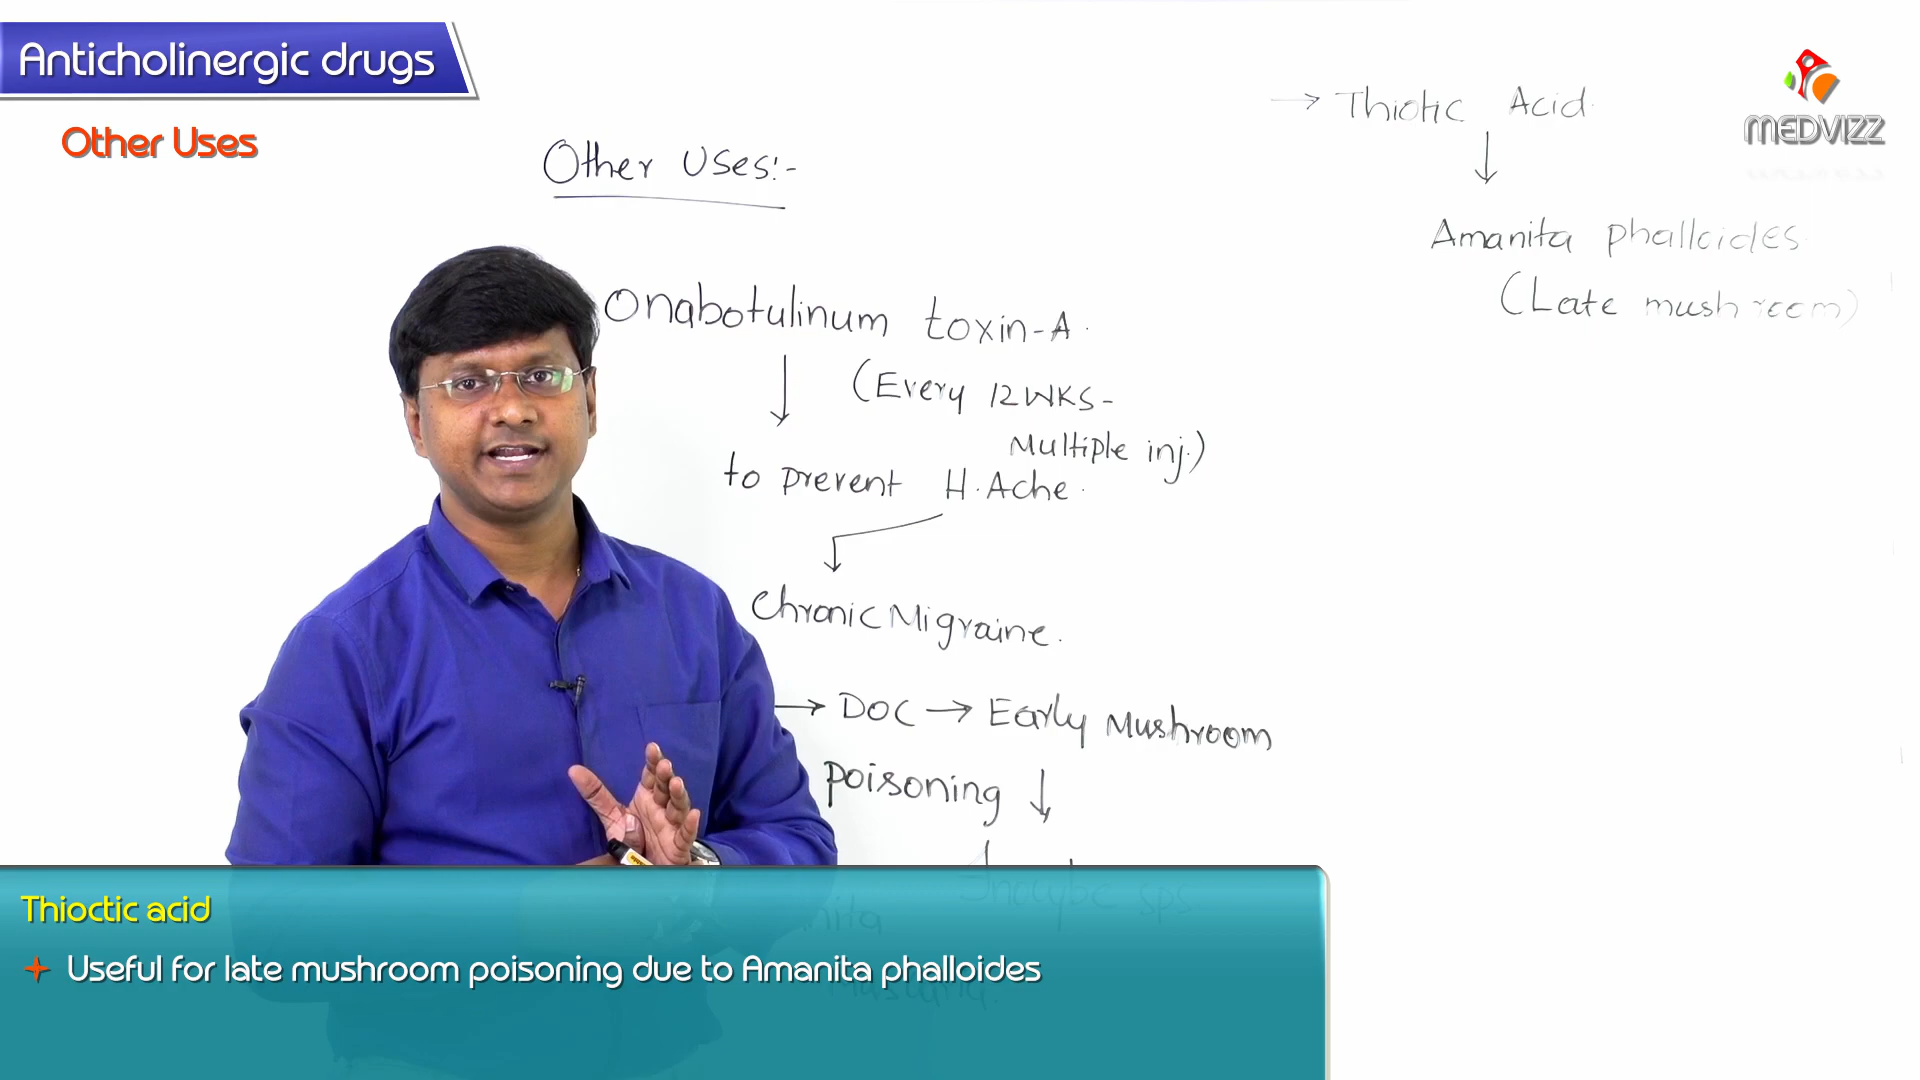 Anticholinergic drugs
Other Uses
MEDVIZZ
Other Uses:-
Onabotulinum toxin-A.
(Every 12WKS-
Multiple inj.)
to prevent H.Ache.
Chronic Migraine.
→ DOC → Early Mushroom
Poisoning ↓
Inocybe sps
→ Thiotic Acid.
Amanita phalloides
(Late mushroom)
Thioctic acid
Useful for late mushroom poisoning due to Amanita phalloides